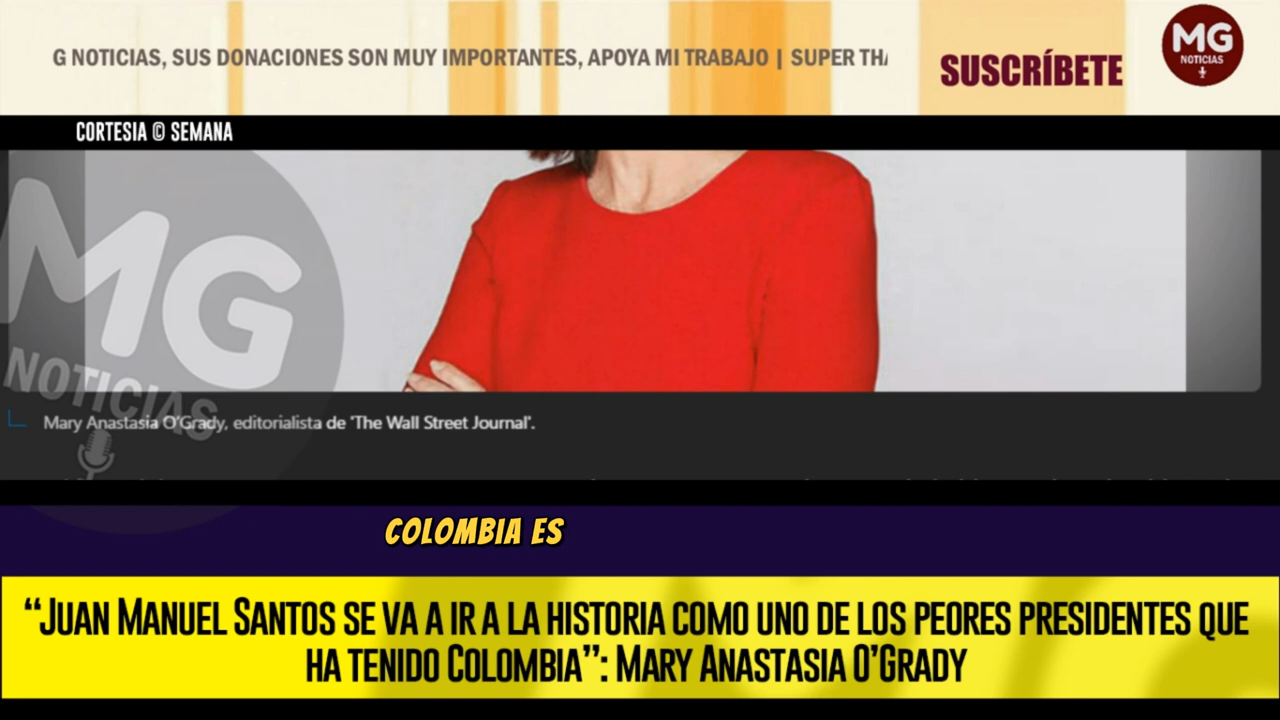 G NOTICIAS, SUS DONACIONES SON MUY IMPORTANTES, APOYA MI TRABAJO | SUPER THA
SUSCRÍBETE
MG
NOTICIAS
CORTESIA © SEMANA
MG
NOTICIAS
Mary Anastasia O'Grady, editorialista de 'The Wall Street Journal'.
COLOMBIA ES
“JUAN MANUEL SANTOS SE VA A IR A LA HISTORIA COMO UNO DE LOS PEORES PRESIDENTES QUE
HA TENIDO COLOMBIA”: MARY ANASTASIA O’GRADY